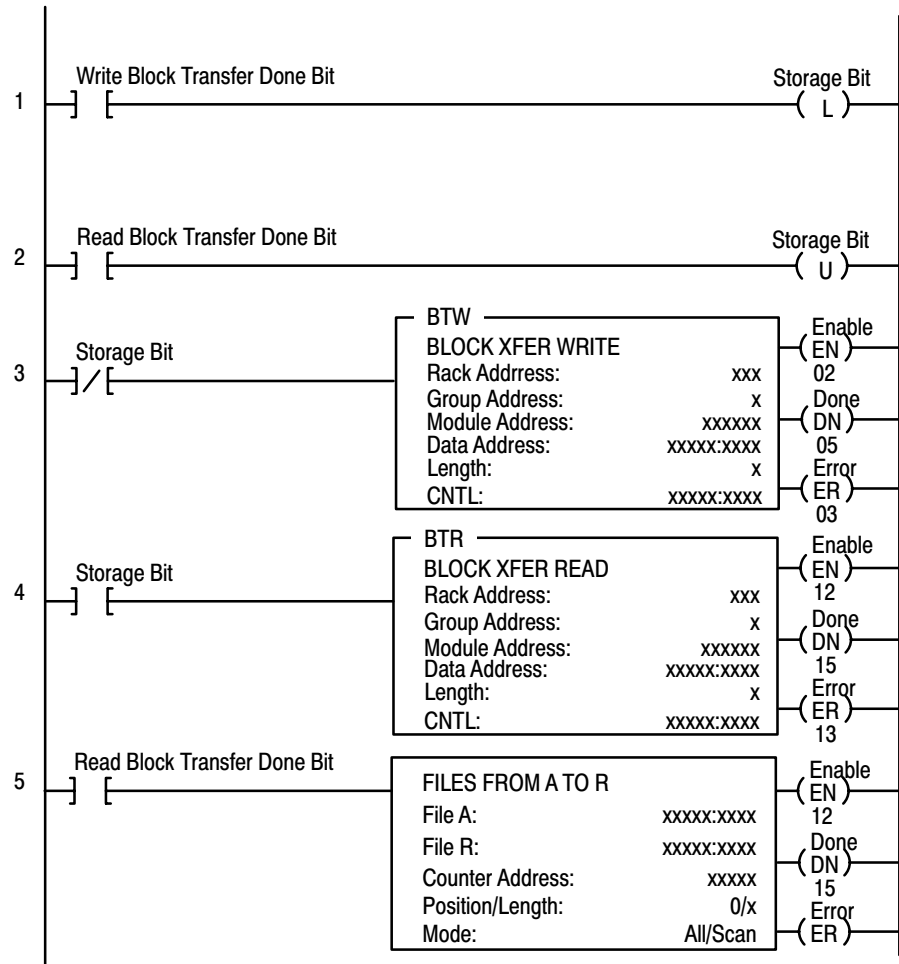 Write Block Transfer Done Bit
Storage Bit
1
L
Read Block Transfer Done Bit
Storage Bit
2
U
BTW
Enable
BLOCK XFER WRITE
EN
Storage Bit
3
Rack Addrress: xxx
02
Group Address: x
Done
Module Address: xxxxxx
DN
Data Address: xxxxx:xxxx
05
Length: x
Error
ER
CNTL: xxxxx:xxxx
03
BTR
Enable
BLOCK XFER READ
EN
Storage Bit
4
Rack Address: xxx
12
Group Address: x
Done
Module Address: xxxxxx
DN
Data Address: xxxxx:xxxx
15
Length: x
Error
ER
CNTL: xxxxx:xxxx
13
Read Block Transfer Done Bit
5
FILES FROM A TO R
Enable
EN
File A: xxxxx:xxxx
12
File R: xxxxx:xxxx
Done
DN
Counter Address: xxxxx
15
Position/Length: 0/x
Error
Mode: All/Scan
ER